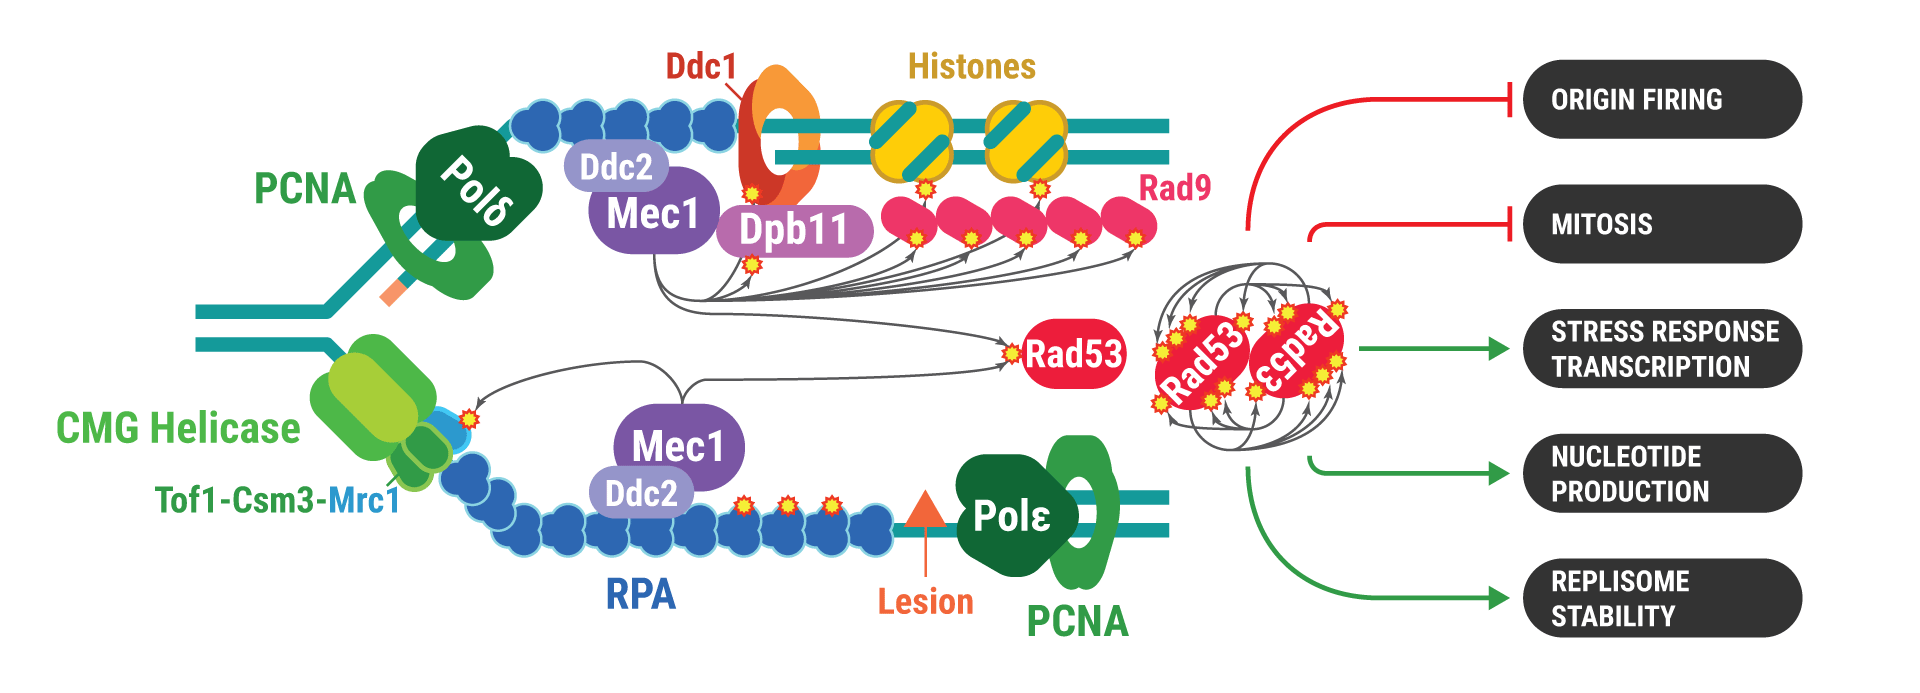 Ddc1
Histones
PCNA
Polδ
Ddc2
Mec1
Dpb11
Rad9
Rad53
Rad53
Rad53
CMG Helicase
Tof1-Csm3-Mrc1
Mec1
Ddc2
RPA
Lesion
Polε
PCNA
ORIGIN FIRING
MITOSIS
STRESS RESPONSE
TRANSCRIPTION
NUCLEOTIDE
PRODUCTION
REPLISOME
STABILITY